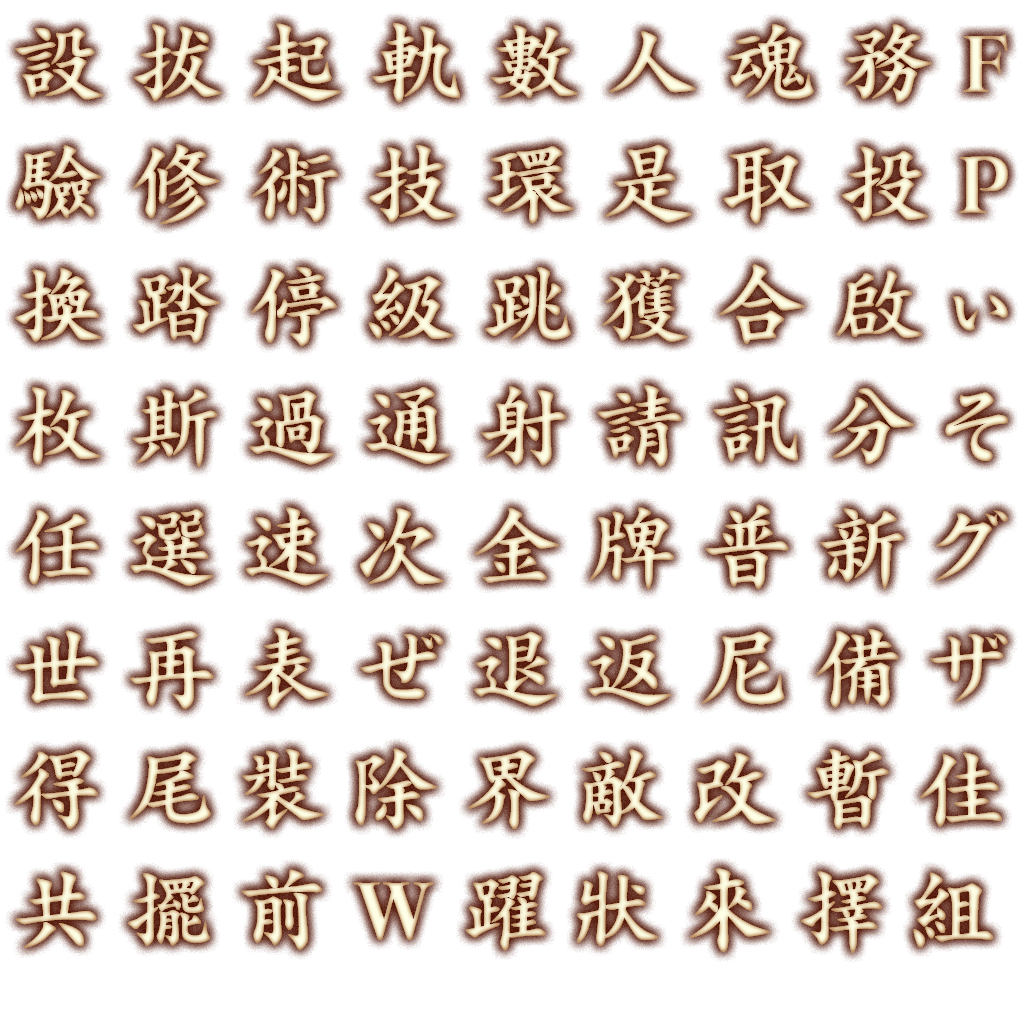 設拔起軌數人魂務F
驗修術技環是取投P
換踏停級跳獲合啟ぃ
枚斯過通射請訊分そ
任選速次金牌普新グ
世再表ぜ退返尼備ザ
得尾裝除界敵改暫佳
共擺前W躍狀來擇組